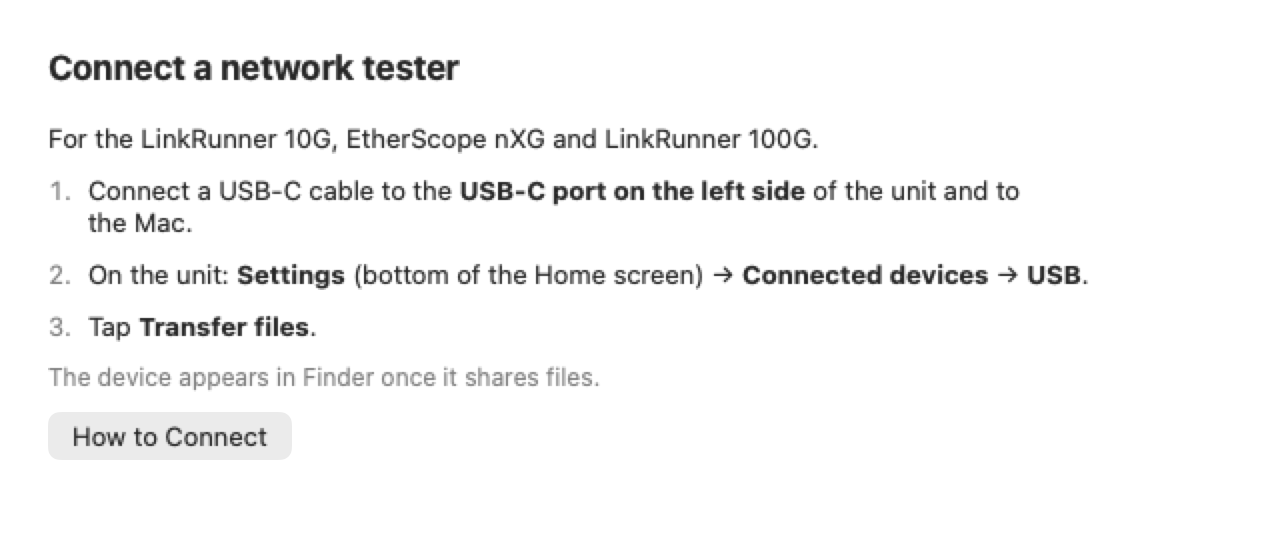 Connect a network tester
For the LinkRunner 10G, EtherScope nXG and LinkRunner 100G.
1. Connect a USB-C cable to the USB-C port on the left side of the unit and to
the Mac.
2. On the unit: Settings (bottom of the Home screen) → Connected devices → USB.
3. Tap Transfer files.
The device appears in Finder once it shares files.
How to Connect